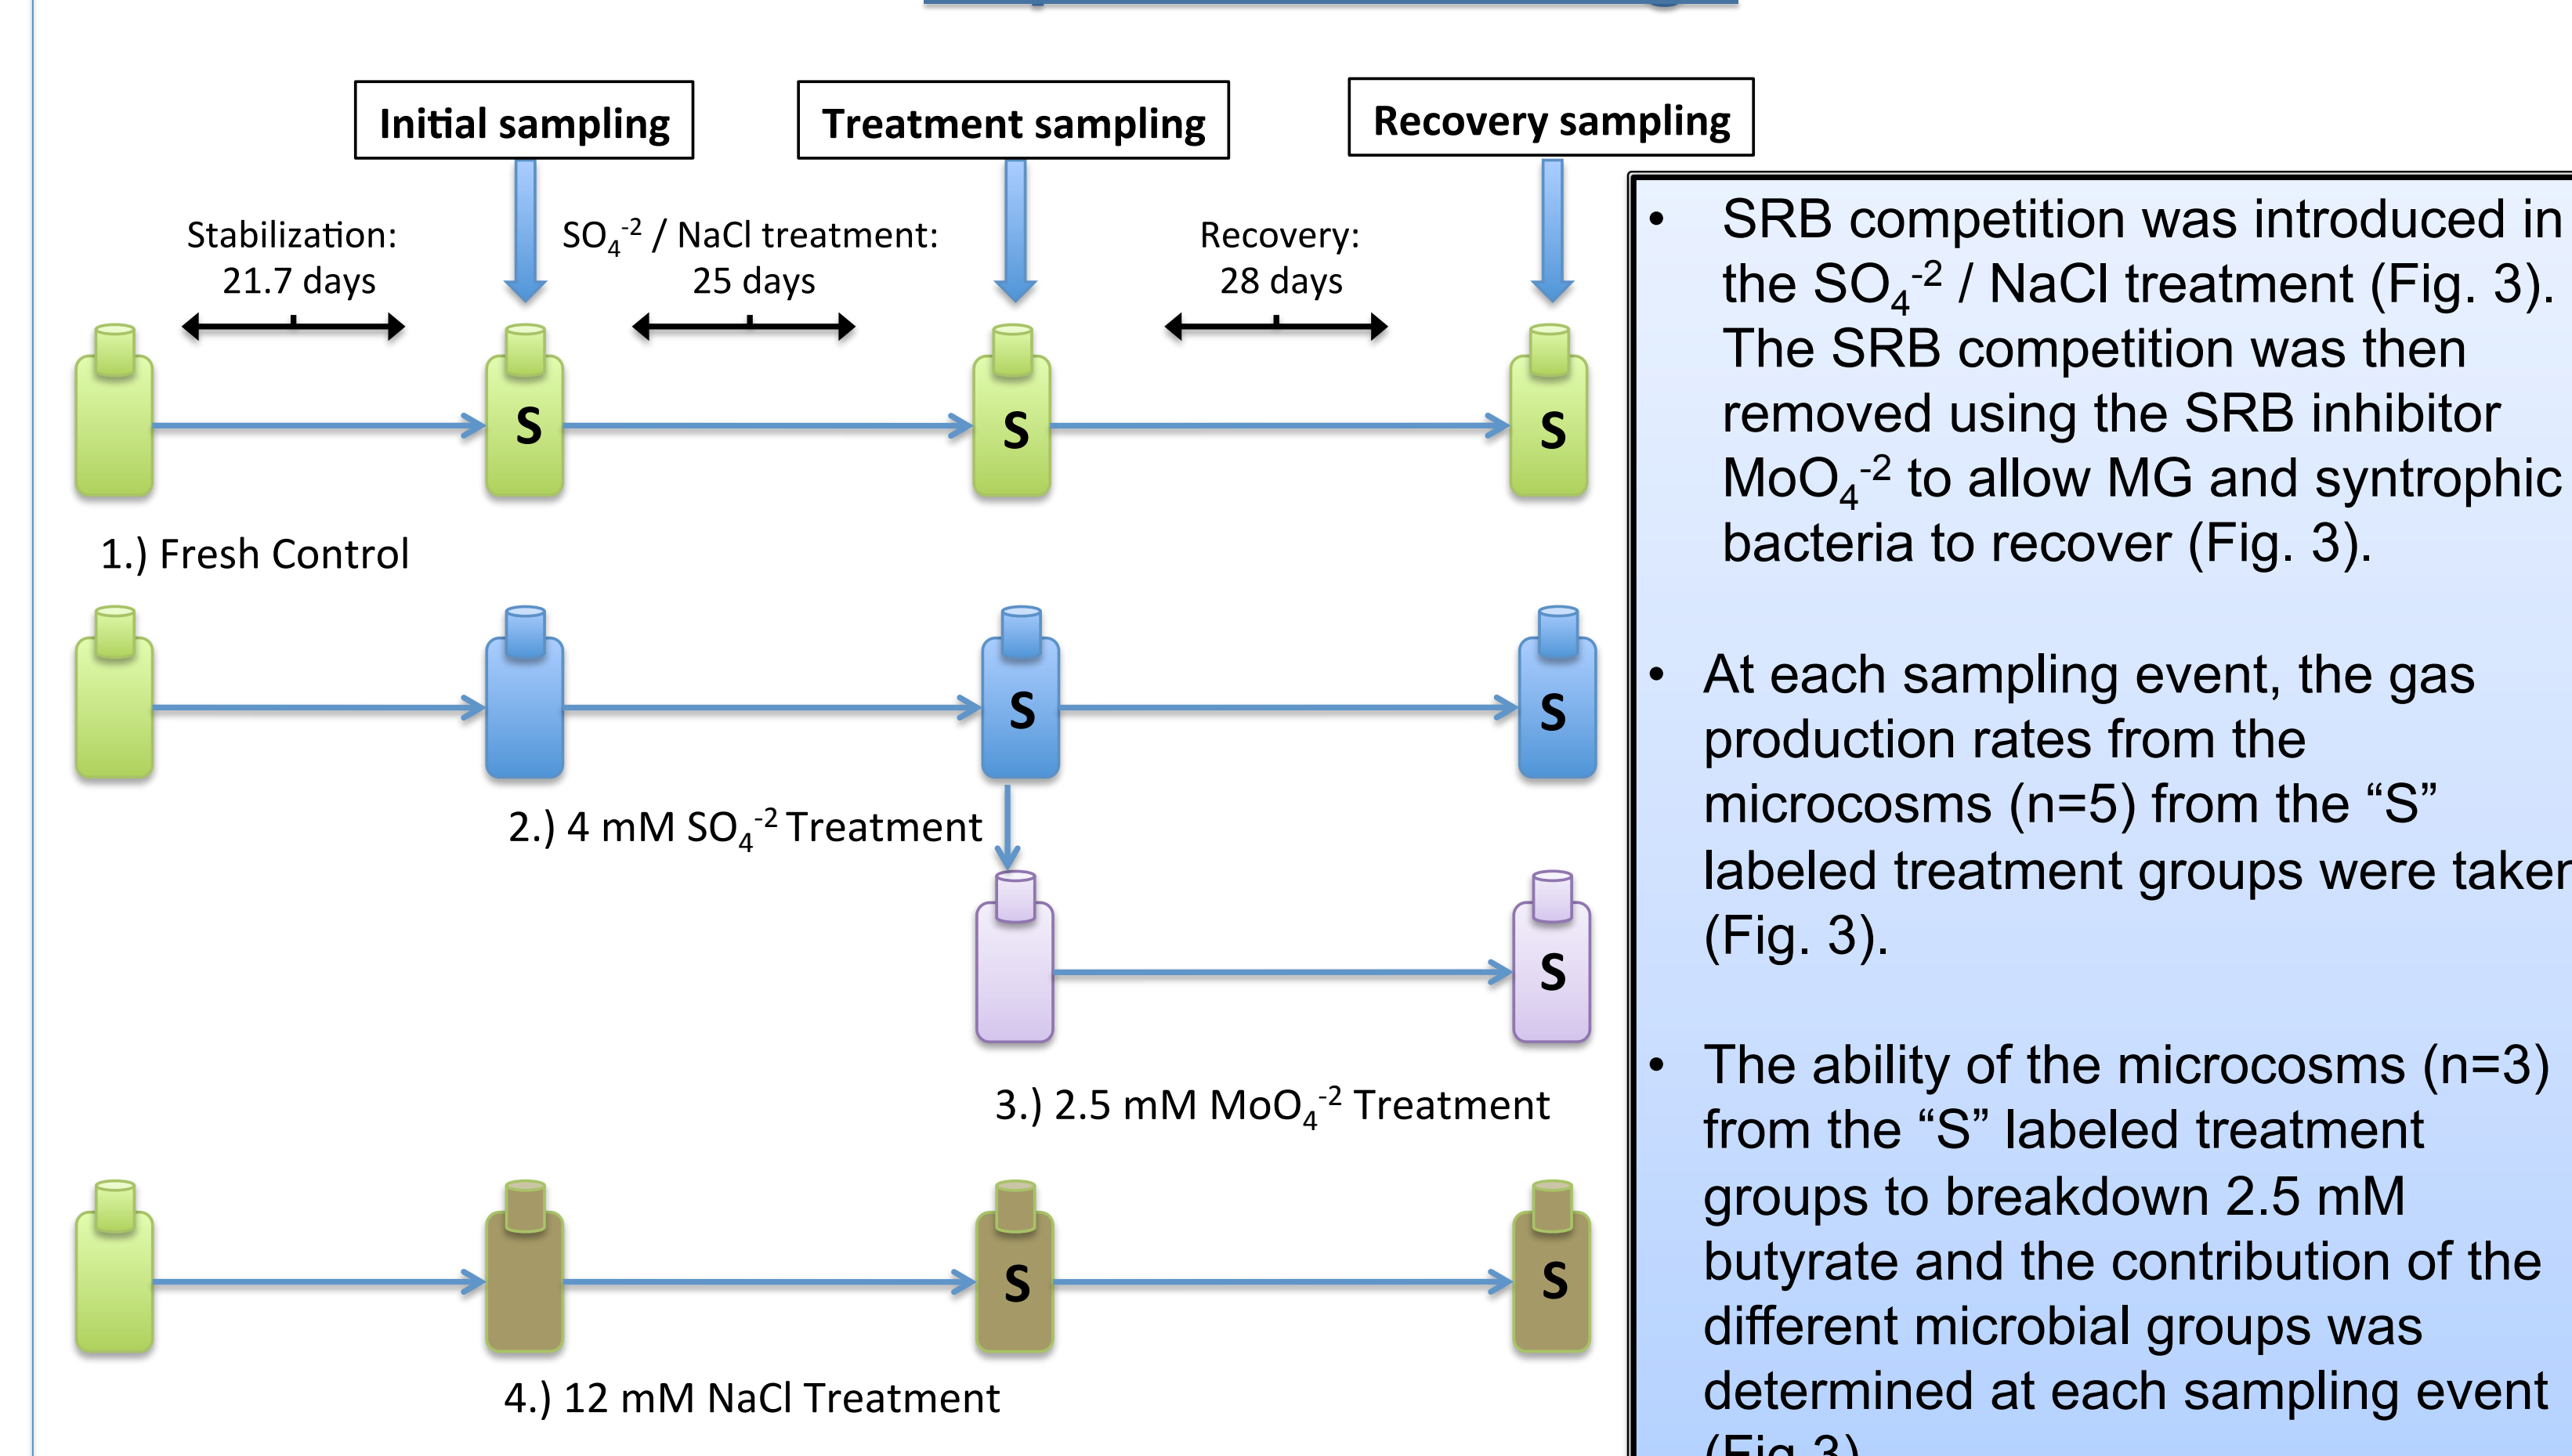 Initial sampling
Treatment sampling
Recovery sampling
Stabilization:
21.7 days
SO₄⁻² / NaCl treatment:
25 days
Recovery:
28 days
S
S
S
1.) Fresh Control
S
S
2.) 4 mM SO₄⁻² Treatment
S
3.) 2.5 mM MoO₄⁻² Treatment
S
S
4.) 12 mM NaCl Treatment
• SRB competition was introduced in
the SO₄⁻² / NaCl treatment (Fig. 3).
The SRB competition was then
removed using the SRB inhibitor
MoO₄⁻² to allow MG and syntrophic
bacteria to recover (Fig. 3).
• At each sampling event, the gas
production rates from the
microcosms (n=5) from the “S”
labeled treatment groups were taken
(Fig. 3).
• The ability of the microcosms (n=3)
from the “S” labeled treatment
groups to breakdown 2.5 mM
butyrate and the contribution of the
different microbial groups was
determined at each sampling event
(Fig 3)